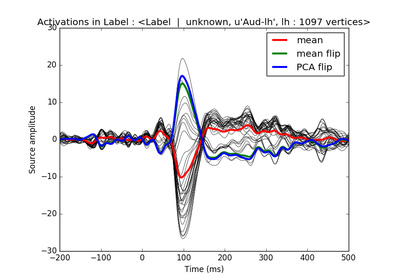 Activations in Label : <Label | unknown, u'Aud-lh', lh : 1097 vertices>
30
20
10
0
−10
−20
−30
Source amplitude
mean
mean flip
PCA flip
−200 −100 0 100 200 300 400 500
Time (ms)